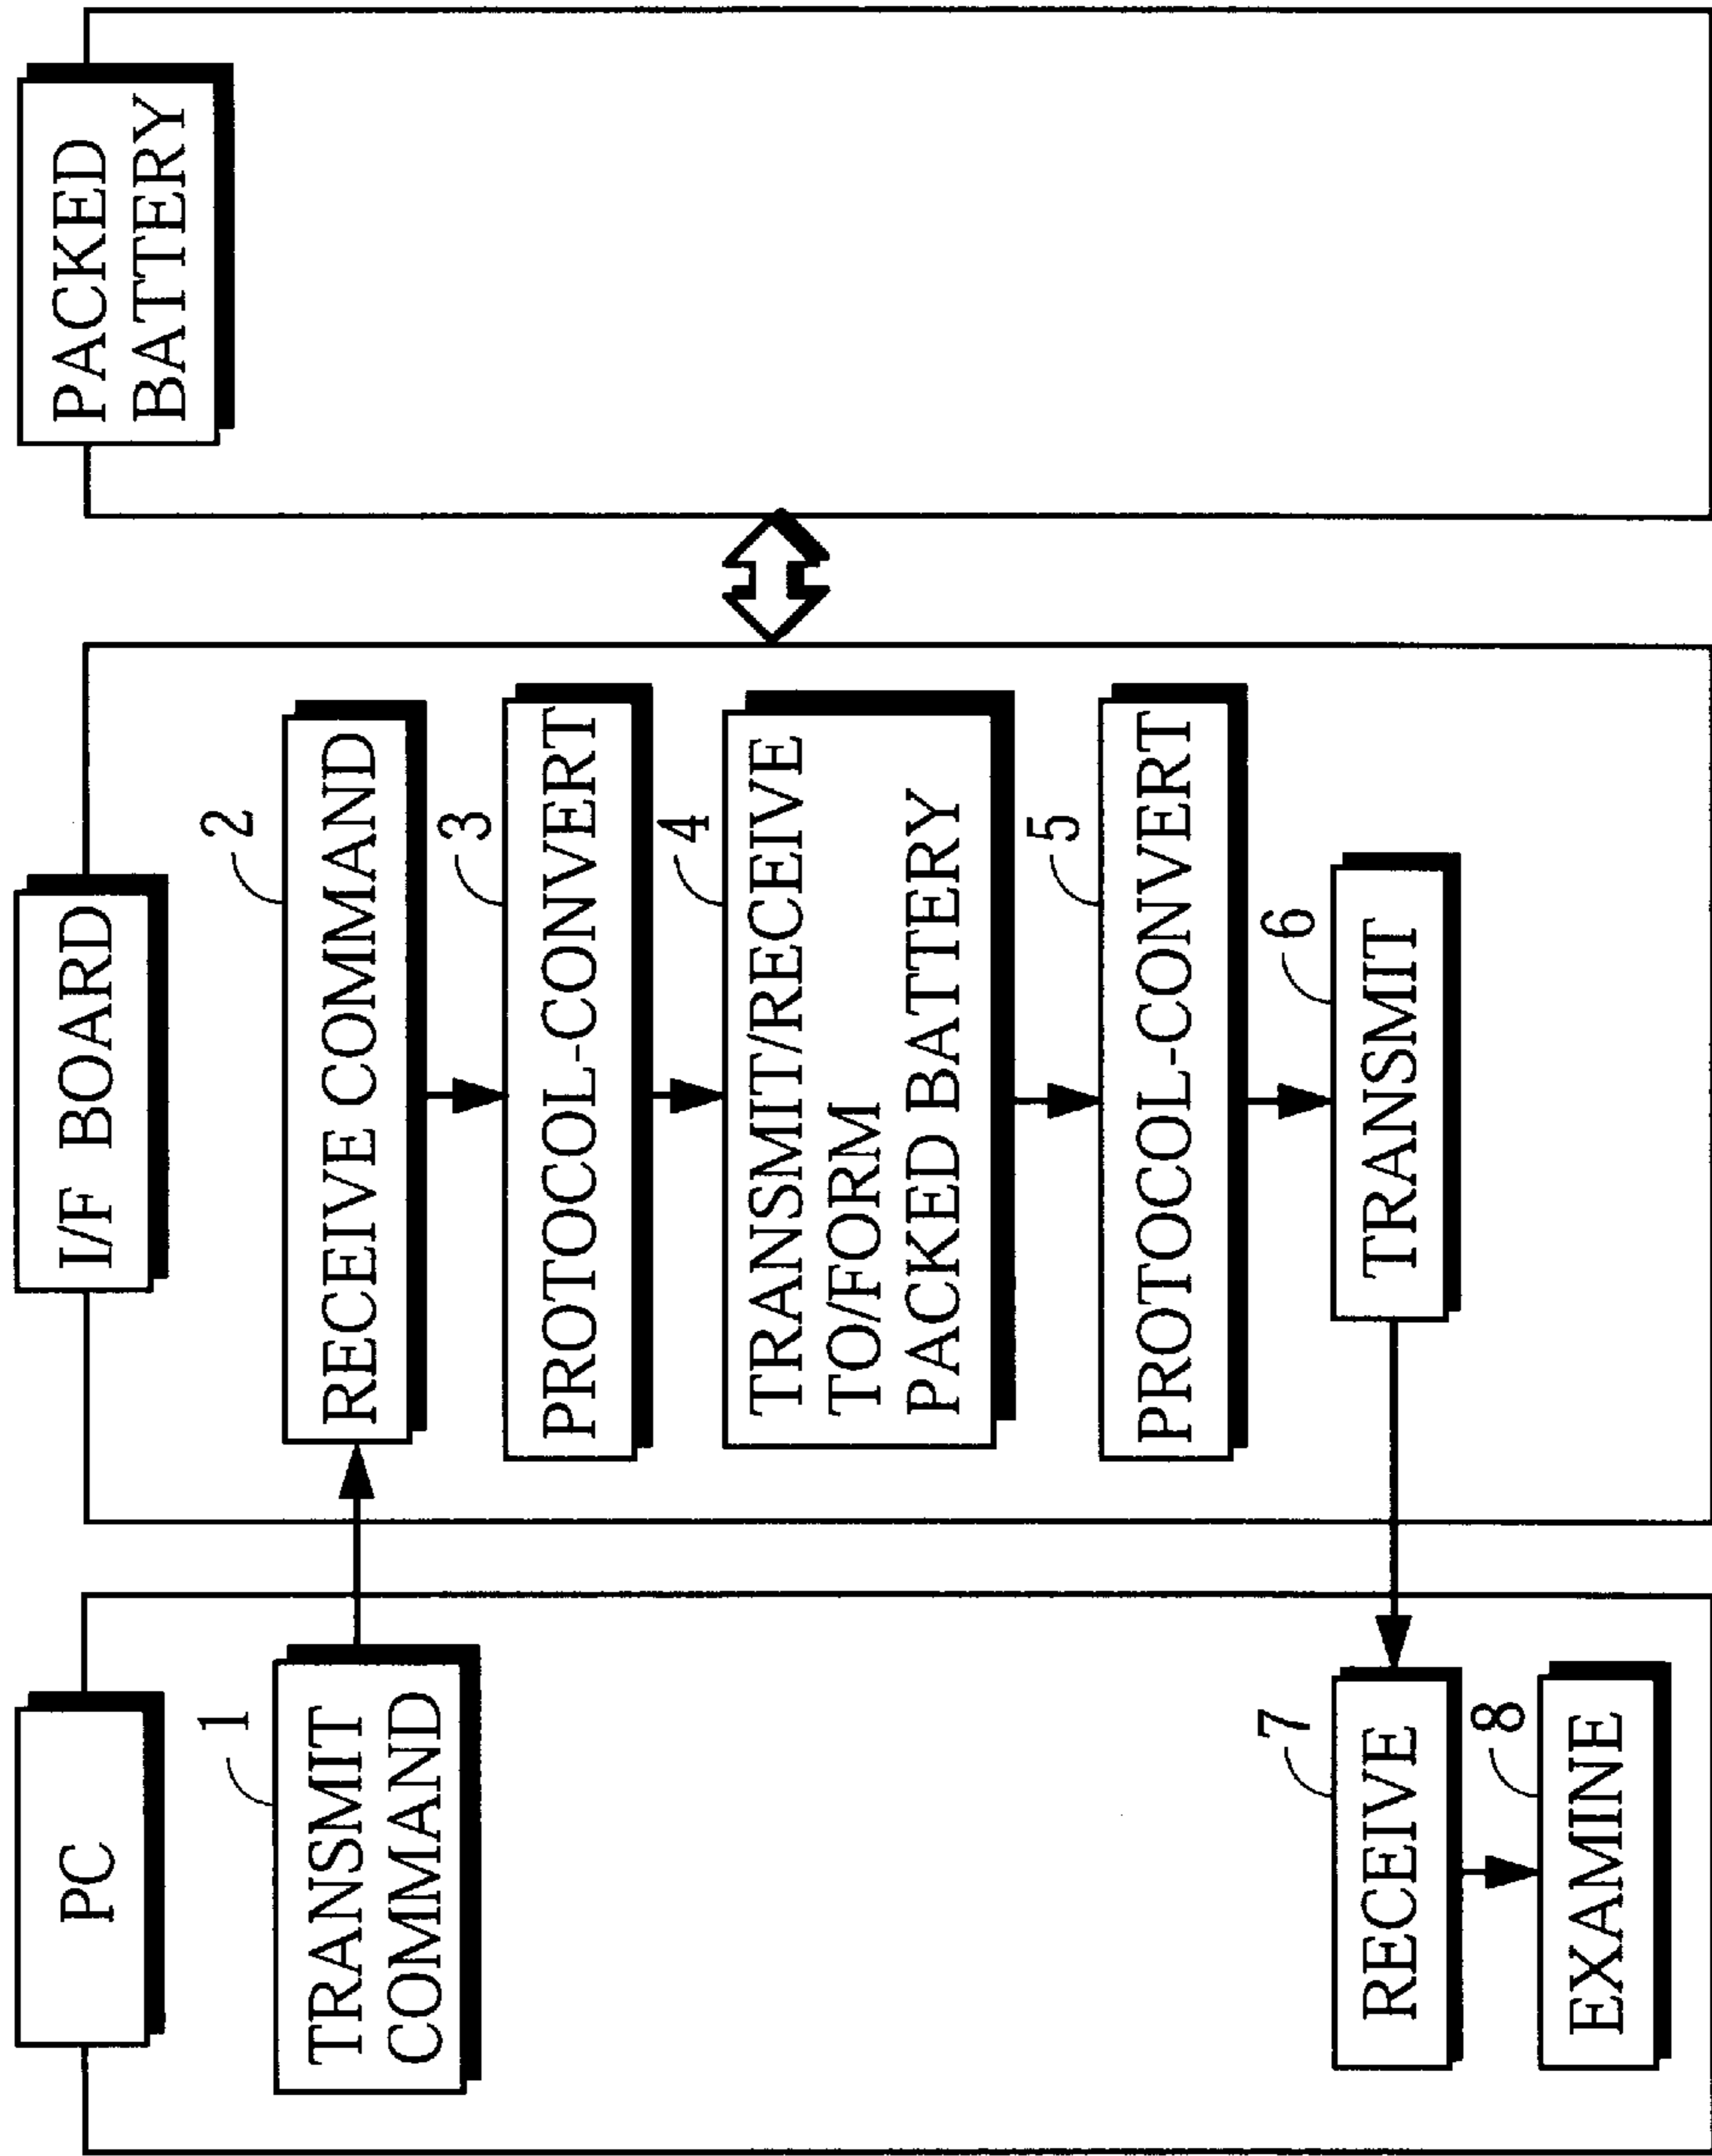 PC
1
TRANSMIT
COMMAND
7
RECEIVE
8
EXAMINE
I/F BOARD
2
RECEIVE COMMAND
3
PROTOCOL-CONVERT
4
TRANSMIT/RECEIVE
TO/FORM
PACKED BATTERY
5
PROTOCOL-CONVERT
6
TRANSMIT
PACKED
BATTERY